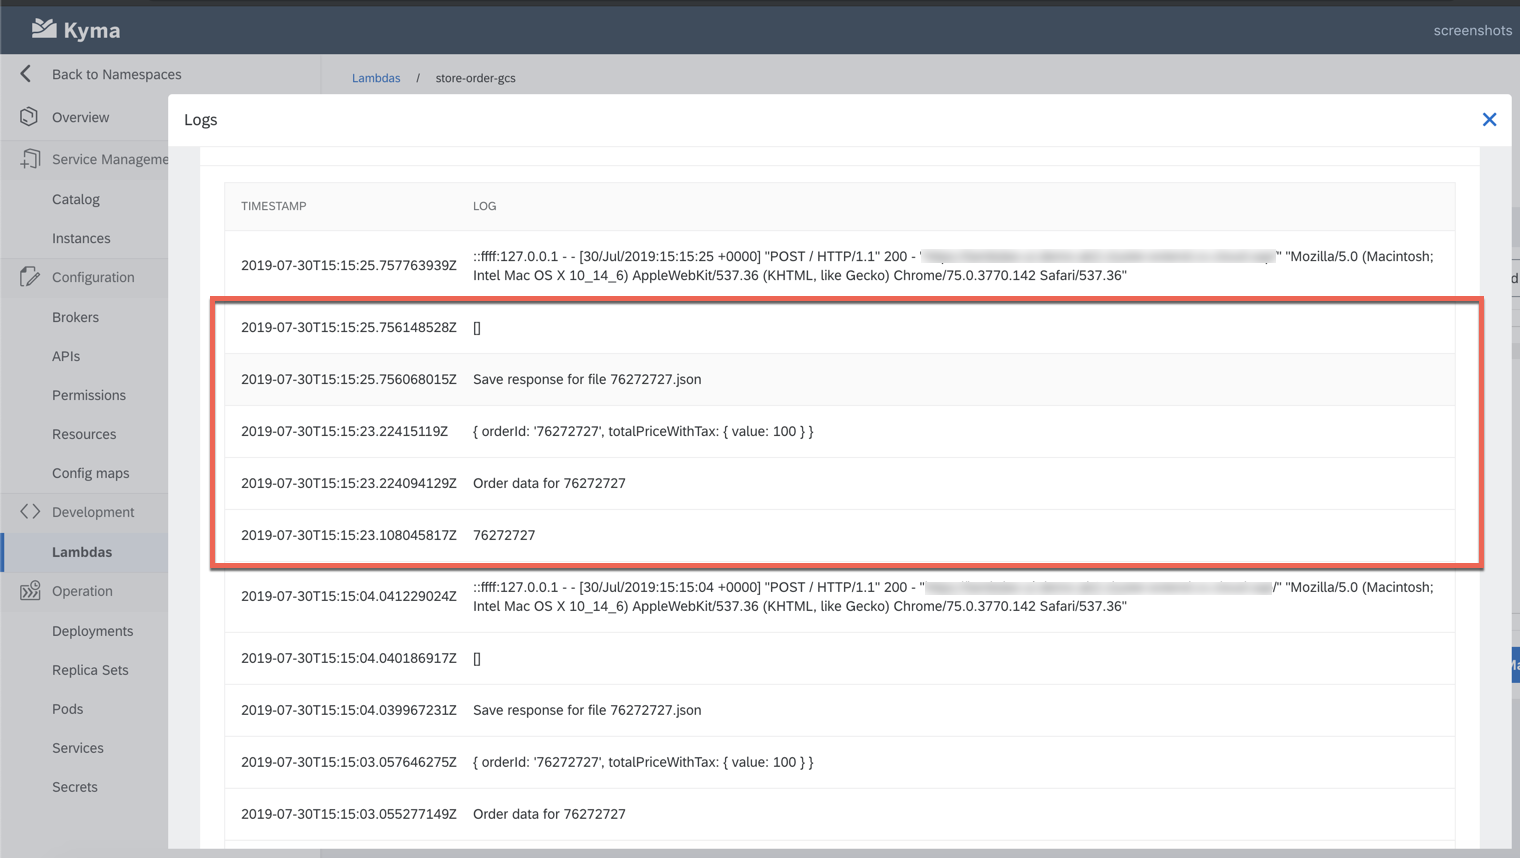 Kyma
screenshots
Back to Namespaces
Lambdas / store-order-gcs
Overview
Service Manageme
Catalog
Instances
Configuration
Brokers
APIs
Permissions
Resources
Config maps
Development
Lambdas
Operation
Deployments
Replica Sets
Pods
Services
Secrets
Logs
TIMESTAMP LOG
2019-07-30T15:15:25.757763939Z ::ffff:127.0.0.1 - - [30/Jul/2019:15:15:25 +0000] "POST / HTTP/1.1" 200 - " " "Mozilla/5.0 (Macintosh;
Intel Mac OS X 10_14_6) AppleWebKit/537.36 (KHTML, like Gecko) Chrome/75.0.3770.142 Safari/537.36"
2019-07-30T15:15:25.756148528Z []
2019-07-30T15:15:25.756068015Z Save response for file 76272727.json
2019-07-30T15:15:23.22415119Z { orderId: '76272727', totalPriceWithTax: { value: 100 } }
2019-07-30T15:15:23.224094129Z Order data for 76272727
2019-07-30T15:15:23.108045817Z 76272727
2019-07-30T15:15:04.041229024Z ::ffff:127.0.0.1 - - [30/Jul/2019:15:15:04 +0000] "POST / HTTP/1.1" 200 - " /" "Mozilla/5.0 (Macintosh;
Intel Mac OS X 10_14_6) AppleWebKit/537.36 (KHTML, like Gecko) Chrome/75.0.3770.142 Safari/537.36"
2019-07-30T15:15:04.040186917Z []
2019-07-30T15:15:04.039967231Z Save response for file 76272727.json
2019-07-30T15:15:03.057646275Z { orderId: '76272727', totalPriceWithTax: { value: 100 } }
2019-07-30T15:15:03.055277149Z Order data for 76272727